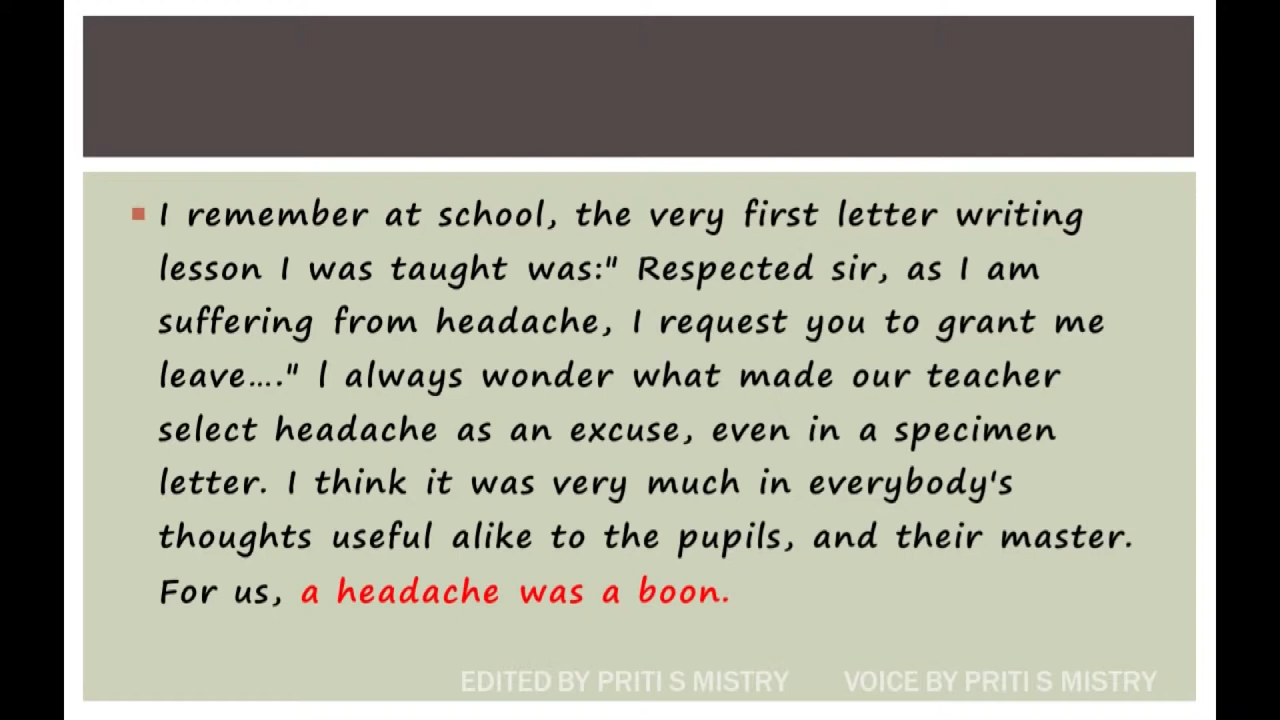 I remember at school, the very first letter writing
lesson I was taught was:" Respected sir, as I am
suffering from headache, I request you to grant me
leave...." l always wonder what made our teacher
select headache as an excuse, even in a specimen
letter. I think it was very much in everybody's
thoughts useful alike to the pupils, and their master.
For us, a headache was a boon.
EDITED BY PRITI S MISTRY VOICE BY PRITI S MISTRY